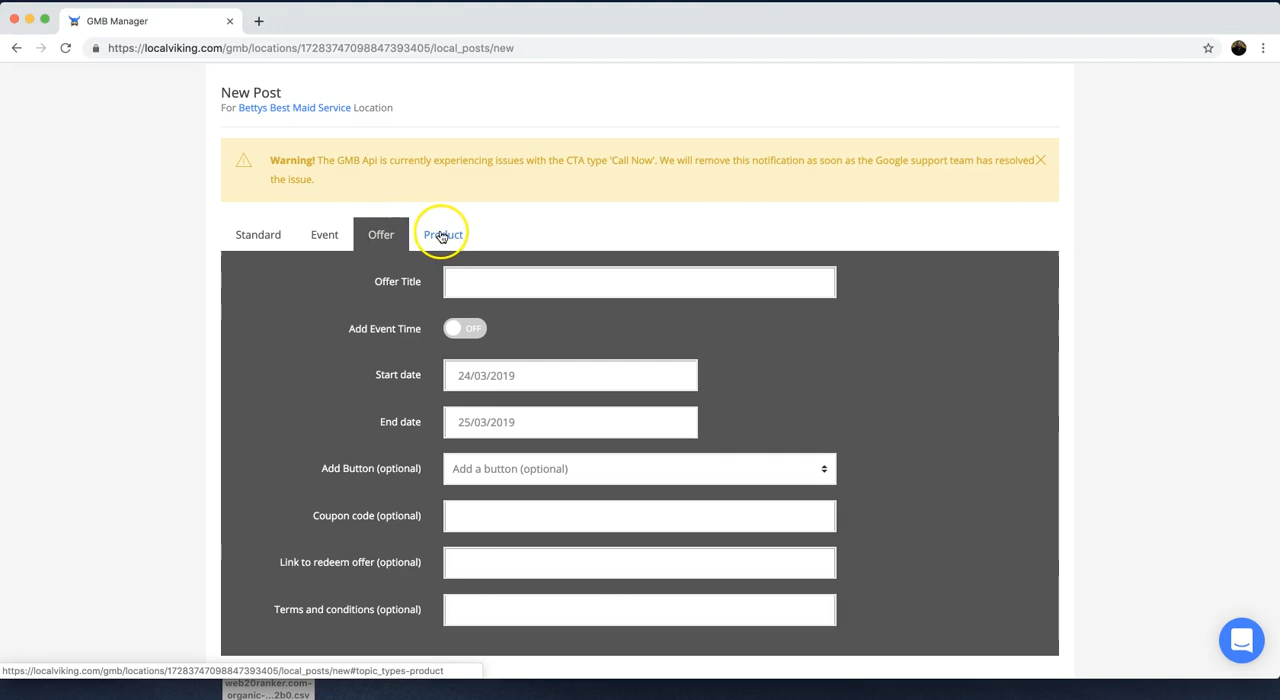 GMB Manager
https://localviking.com/gmb/locations/17283747098847393405/local_posts/new
New Post
For Bettys Best Maid Service Location
Warning! The GMB Api is currently experiencing issues with the CTA type 'Call Now'. We will remove this notification as soon as the Google support team has resolved
the issue.
Standard
Event
Offer
Product
Offer Title
Add Event Time
OFF
Start date
24/03/2019
End date
25/03/2019
Add Button (optional)
Add a button (optional)
Coupon code (optional)
Link to redeem offer (optional)
Terms and conditions (optional)
https://localviking.com/gmb/locations/17283747098847393405/local_posts/new#topic_types-product
web20ranker.com-
organic-...2b0.csv